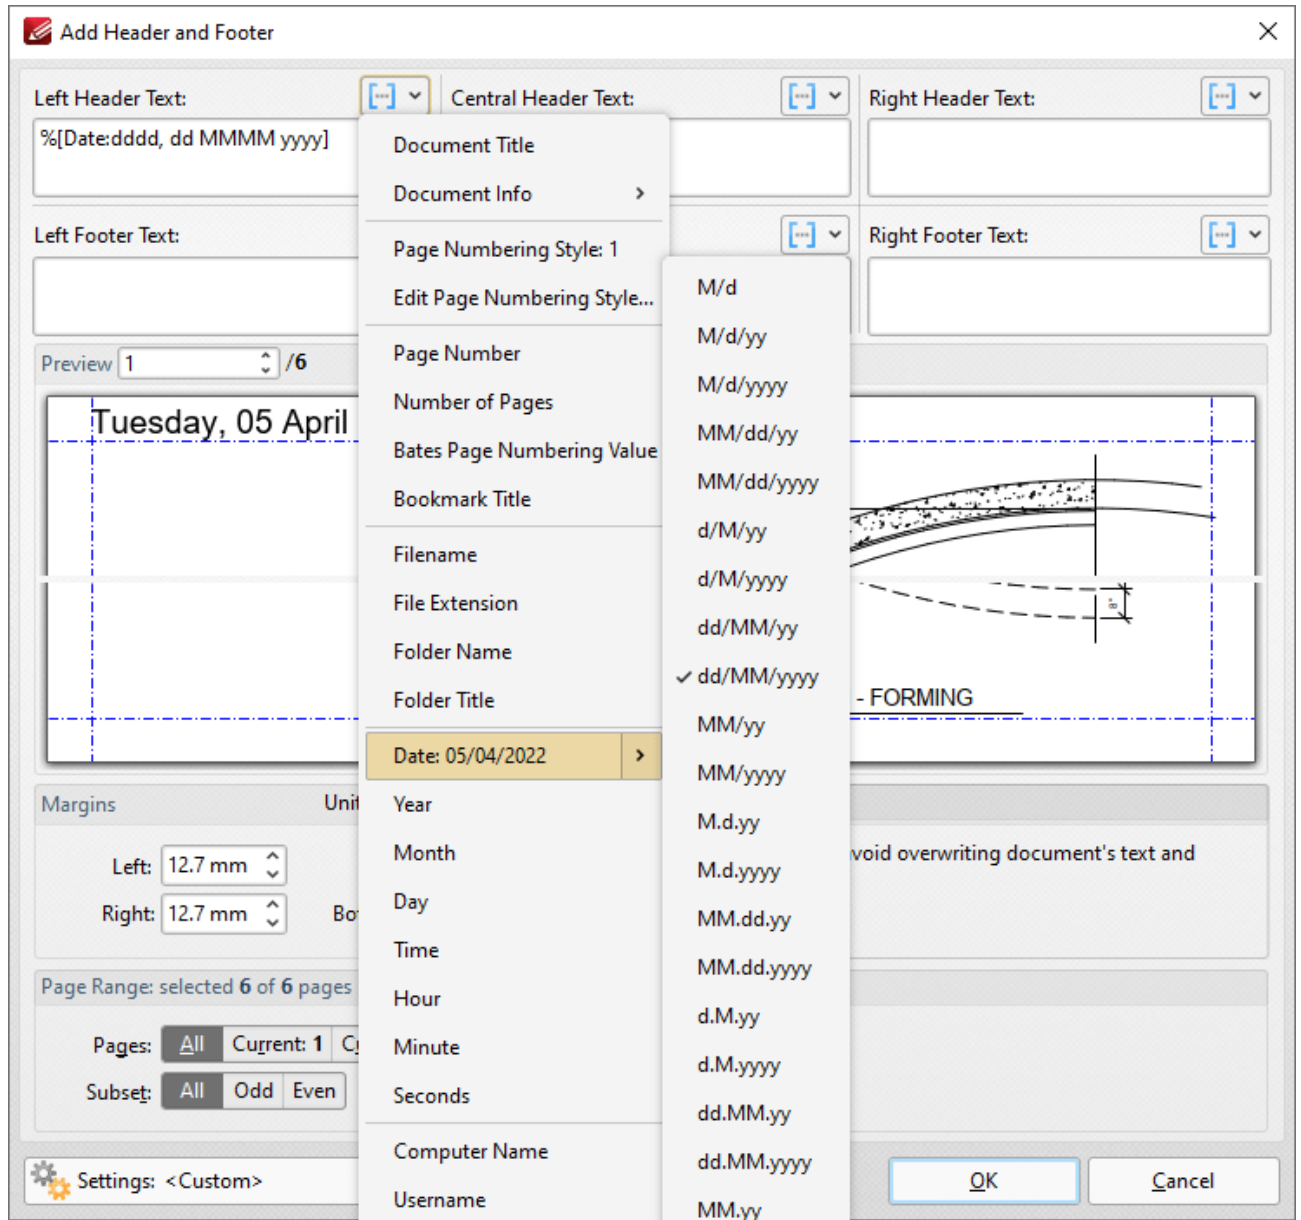 Add Header and Footer
Left Header Text:
Central Header Text:
Right Header Text:
%[Date:dddd, dd MMMM yyyy]
Left Footer Text:
Right Footer Text:
Document Title
Document Info
Page Numbering Style: 1
Edit Page Numbering Style...
Page Number
Number of Pages
Bates Page Numbering Value
Bookmark Title
Filename
File Extension
Folder Name
Folder Title
Date: 05/04/2022
Year
Month
Day
Time
Hour
Minute
Seconds
Computer Name
Username
M/d
M/d/yy
M/d/yyyy
MM/dd/yy
MM/dd/yyyy
d/M/yy
d/M/yyyy
dd/MM/yy
dd/MM/yyyy
MM/yy
MM/yyyy
M.d.yy
M.d.yyyy
MM.dd.yy
MM.dd.yyyy
d.M.yy
d.M.yyyy
dd.MM.yy
dd.MM.yyyy
MM.yy
Preview 1 /6
Tuesday, 05 April
8"
- FORMING
Margins
Left: 12.7 mm
Right: 12.7 mm
overwriting document's text and
Page Range: selected 6 of 6 pages
Pages: All Current: 1
Subset: All Odd Even
Settings: <Custom>
OK
Cancel